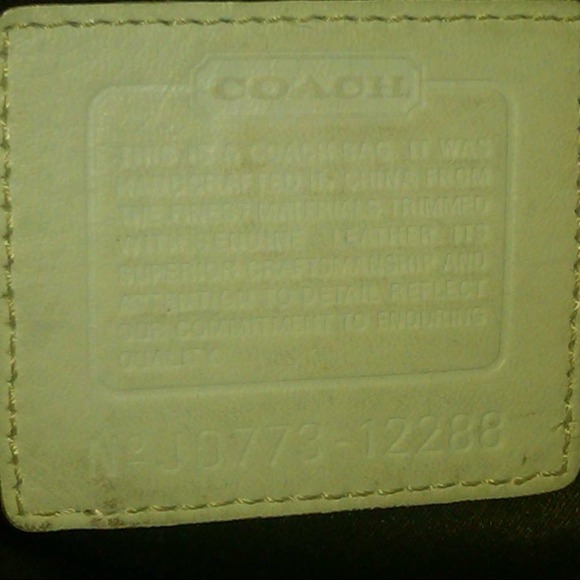 COACH
THIS IS A COACH BAG. IT WAS
HANDCRAFTED IN CHINA FROM
THE FINEST MATERIALS TRIMMED
WITH GENUINE LEATHER. ITS
SUPERIOR CRAFTSMANSHIP AND
ATTENTION TO DETAIL REFLECT
OUR COMMITMENT TO ENDURING
QUALITY.
Nº J0773-12288